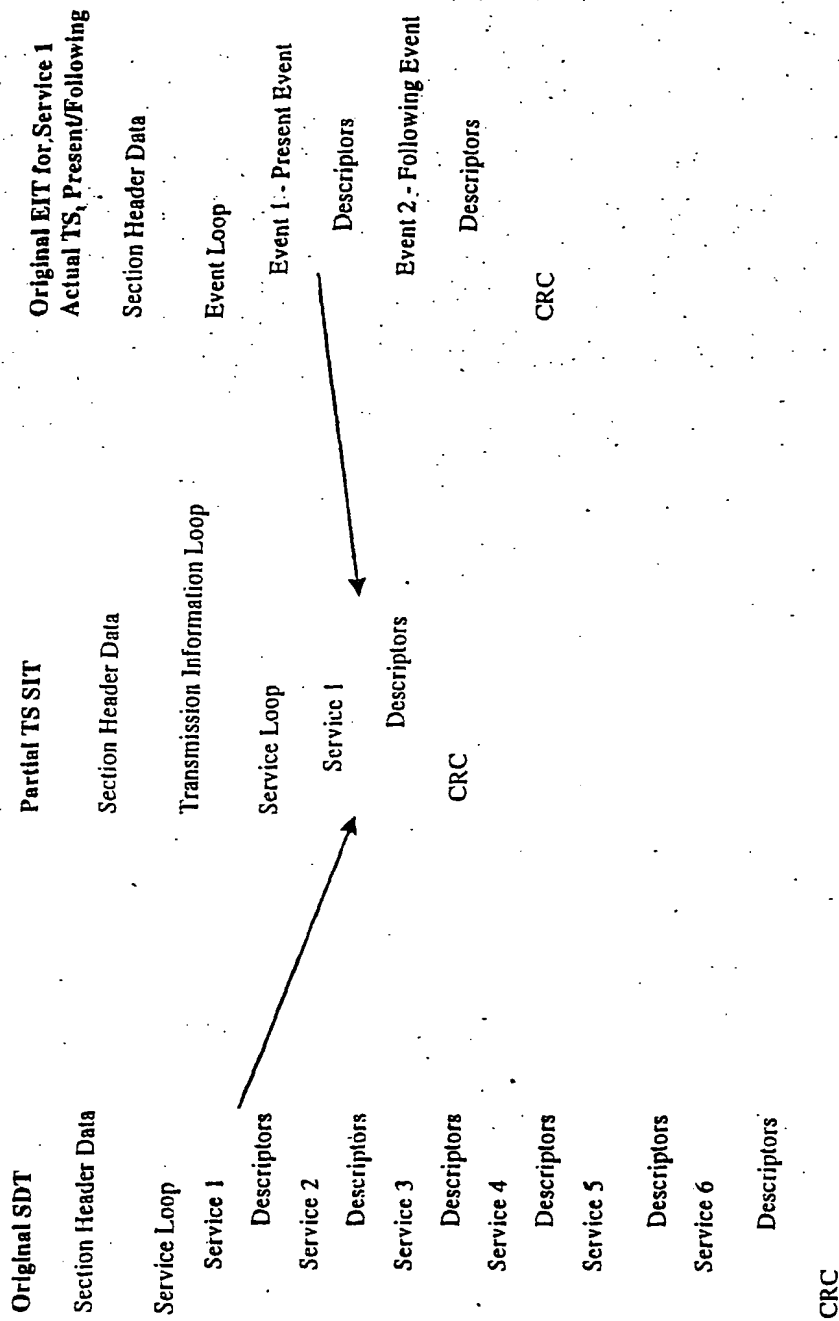 Original SDT
Section Header Data
Service Loop
Service 1
Descriptors
Service 2
Descriptors
Service 3
Descriptors
Service 4
Descriptors
Service 5
Descriptors
Service 6
Descriptors
CRC
Partial TS SIT
Section Header Data
Transmission Information Loop
Service Loop
Service 1
Descriptors
CRC
Original EIT for Service 1
Actual TS, Present/Following
Section Header Data
Event Loop
Event 1 - Present Event
Descriptors
Event 2 - Following Event
Descriptors
CRC